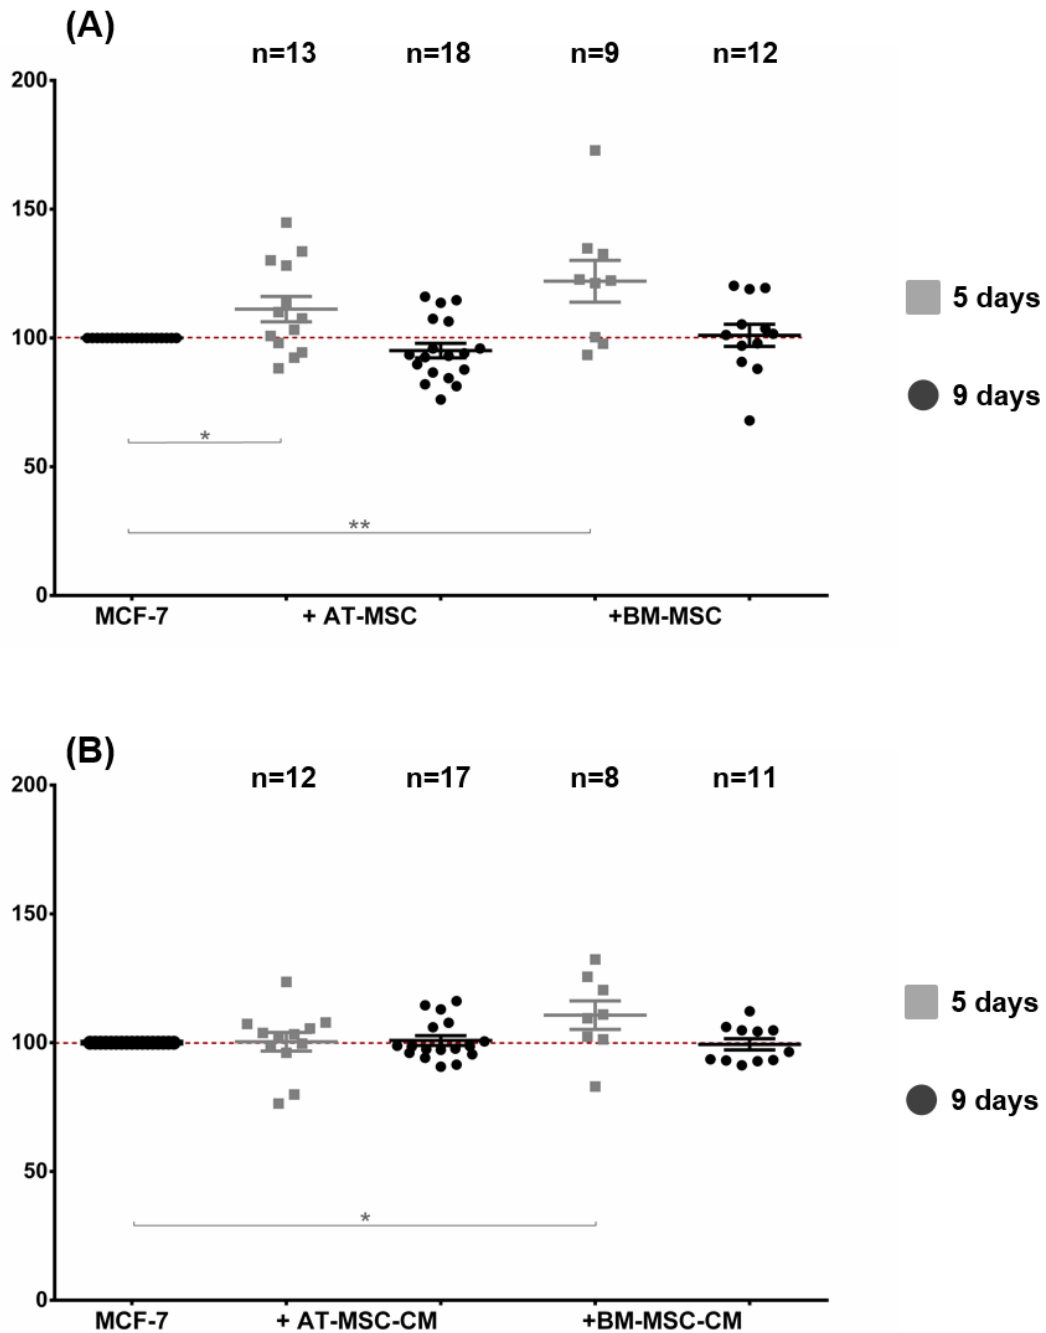 (A)
n=13 n=18 n=9 n=12
200
150
100
50
0
*
**
MCF-7 + AT-MSC +BM-MSC
5 days
9 days
(B)
n=12 n=17 n=8 n=11
200
150
100
50
0
*
MCF-7 + AT-MSC-CM +BM-MSC-CM
5 days
9 days